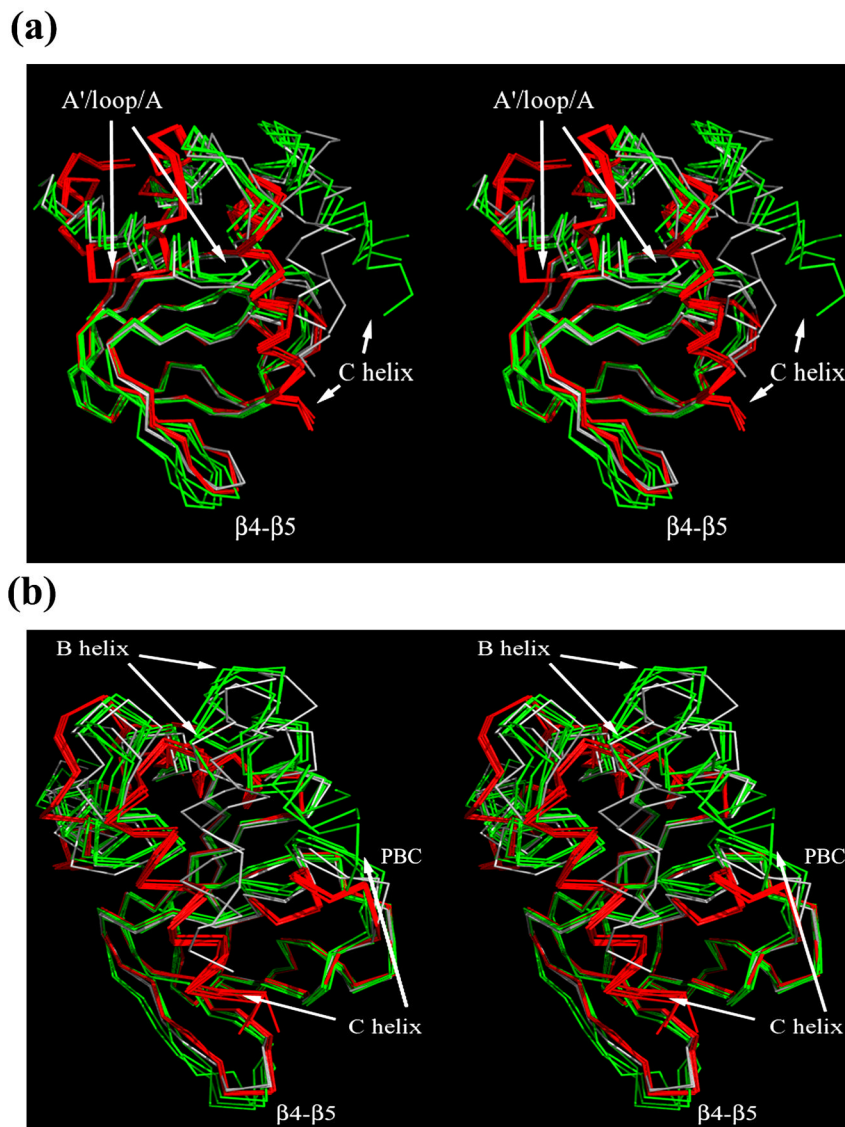 (a)
A'/loop/A A'/loop/A
C helix C helix
β4-β5 β4-β5
(b)
B helix B helix
PBC PBC
C helix C helix
β4-β5 β4-β5